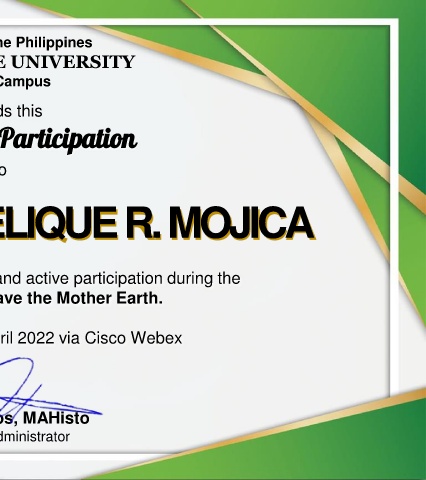 he Philippines
E UNIVERSITY
Campus
ds this
Participation
o
ELIQUE R. MOJICA
and active participation during the
ave the Mother Earth.
ril 2022 via Cisco Webex
os, MAHisto
dministrator